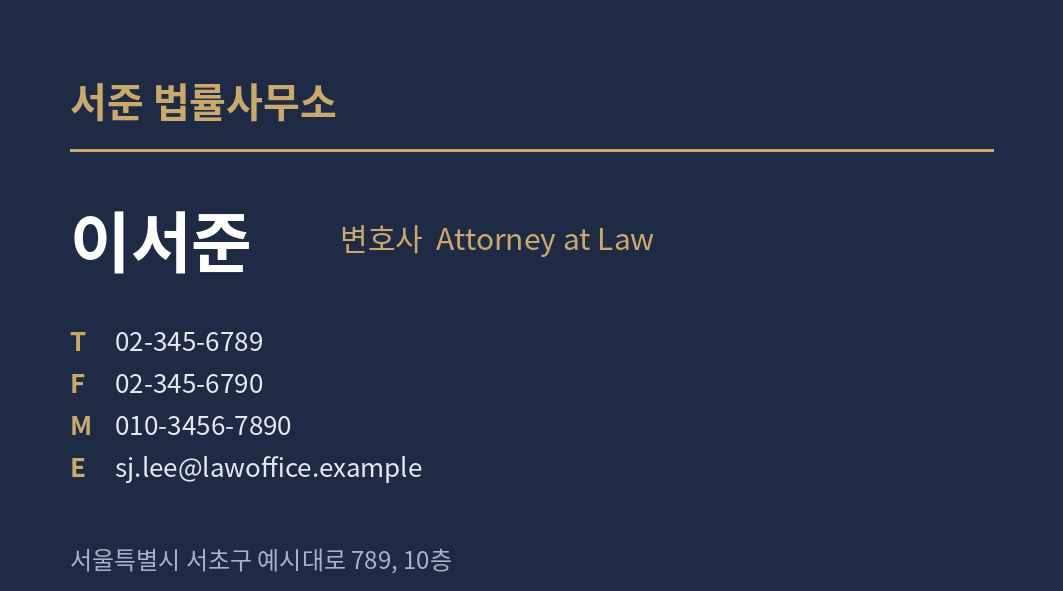 서준 법률사무소
이서준 변호사 Attorney at Law
T 02-345-6789
F 02-345-6790
M 010-3456-7890
E sj.lee@lawoffice.example
서울특별시 서초구 예시대로 789, 10층